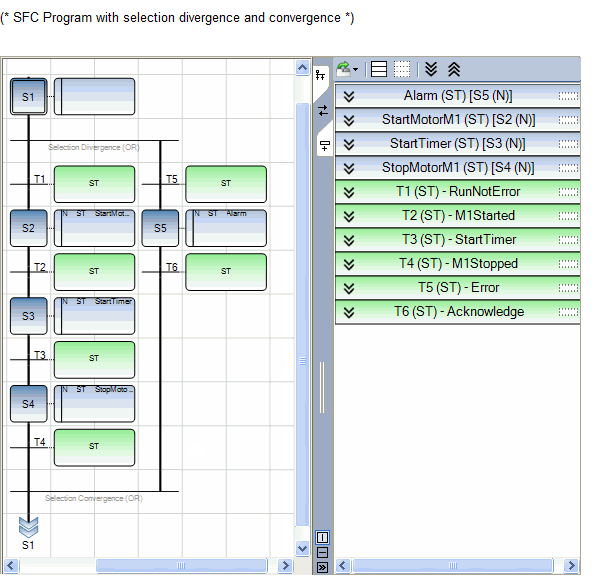 (* SFC Program with selection divergence and convergence *)
S1
Selection Divergence (OR)
T1
ST
T5
ST
S2
N ST StartMot...
S5
N ST Alarm
T2
ST
T6
ST
S3
N ST StartTimer
T3
ST
S4
N ST StopMoto...
T4
ST
Selection Convergence (OR)
S1
Alarm (ST) [S5 (N)]
StartMotorM1 (ST) [S2 (N)]
StartTimer (ST) [S3 (N)]
StopMotorM1 (ST) [S4 (N)]
T1 (ST) - RunNotError
T2 (ST) - M1Started
T3 (ST) - StartTimer
T4 (ST) - M1Stopped
T5 (ST) - Error
T6 (ST) - Acknowledge